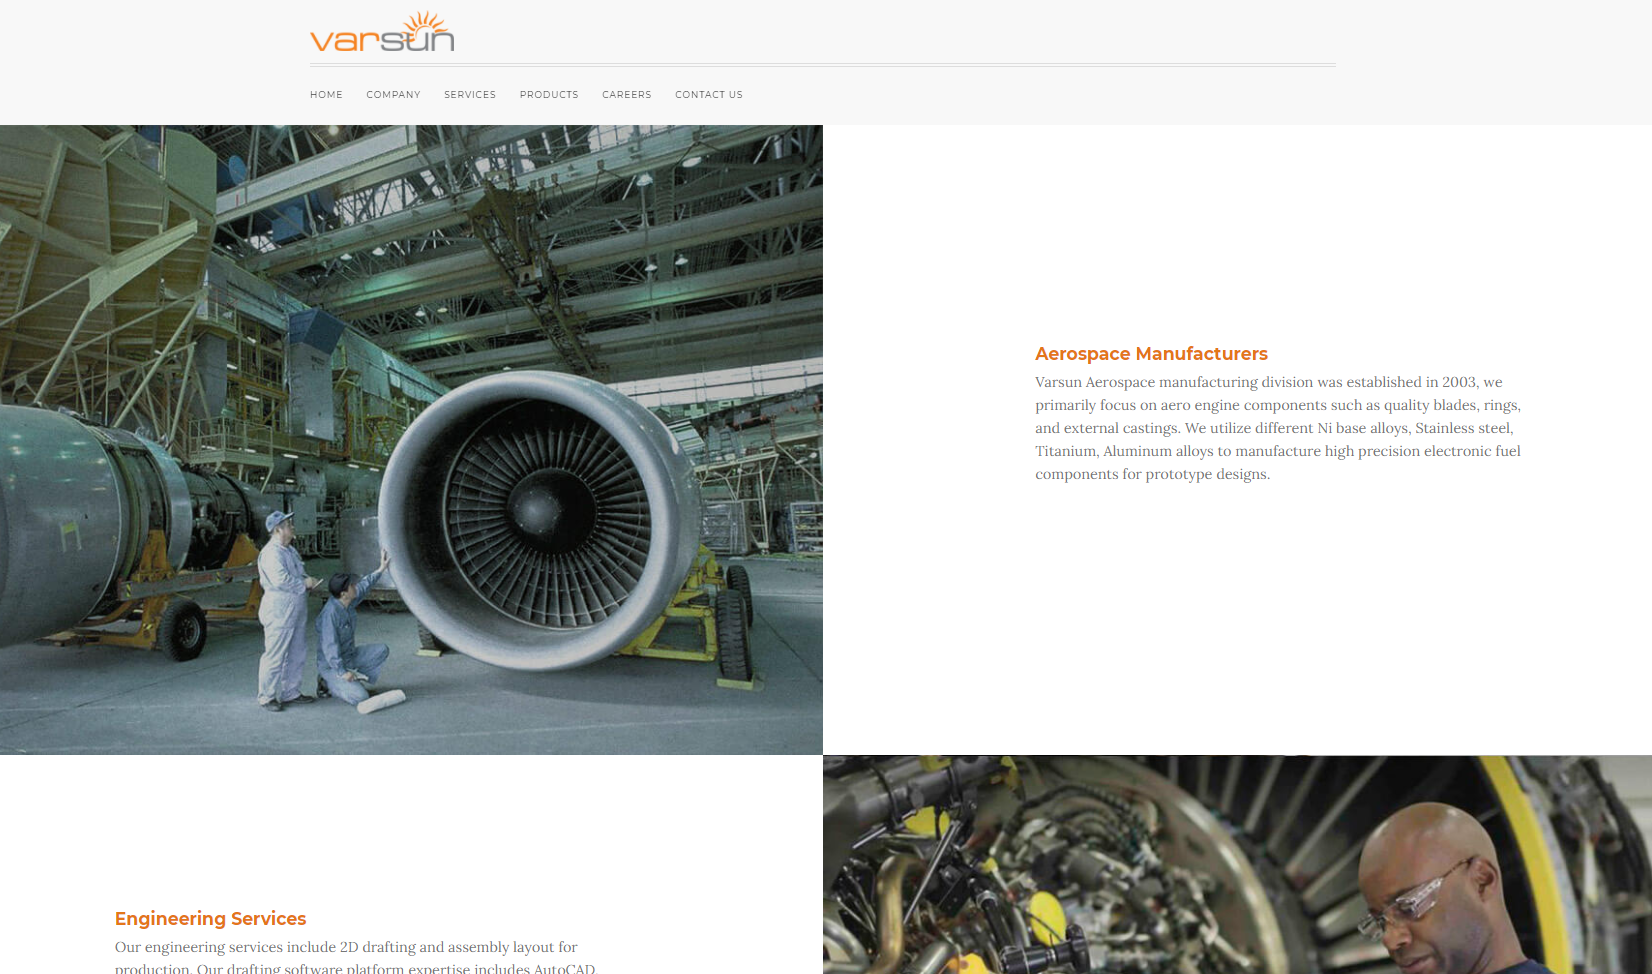 varsun
HOME COMPANY SERVICES PRODUCTS CAREERS CONTACT US
Aerospace Manufacturers
Varsun Aerospace manufacturing division was established in 2003, we
primarily focus on aero engine components such as quality blades, rings,
and external castings. We utilize different Ni base alloys, Stainless steel,
Titanium, Aluminum alloys to manufacture high precision electronic fuel
components for prototype designs.
Engineering Services
Our engineering services include 2D drafting and assembly layout for
production. Our drafting software platform expertise includes AutoCAD,